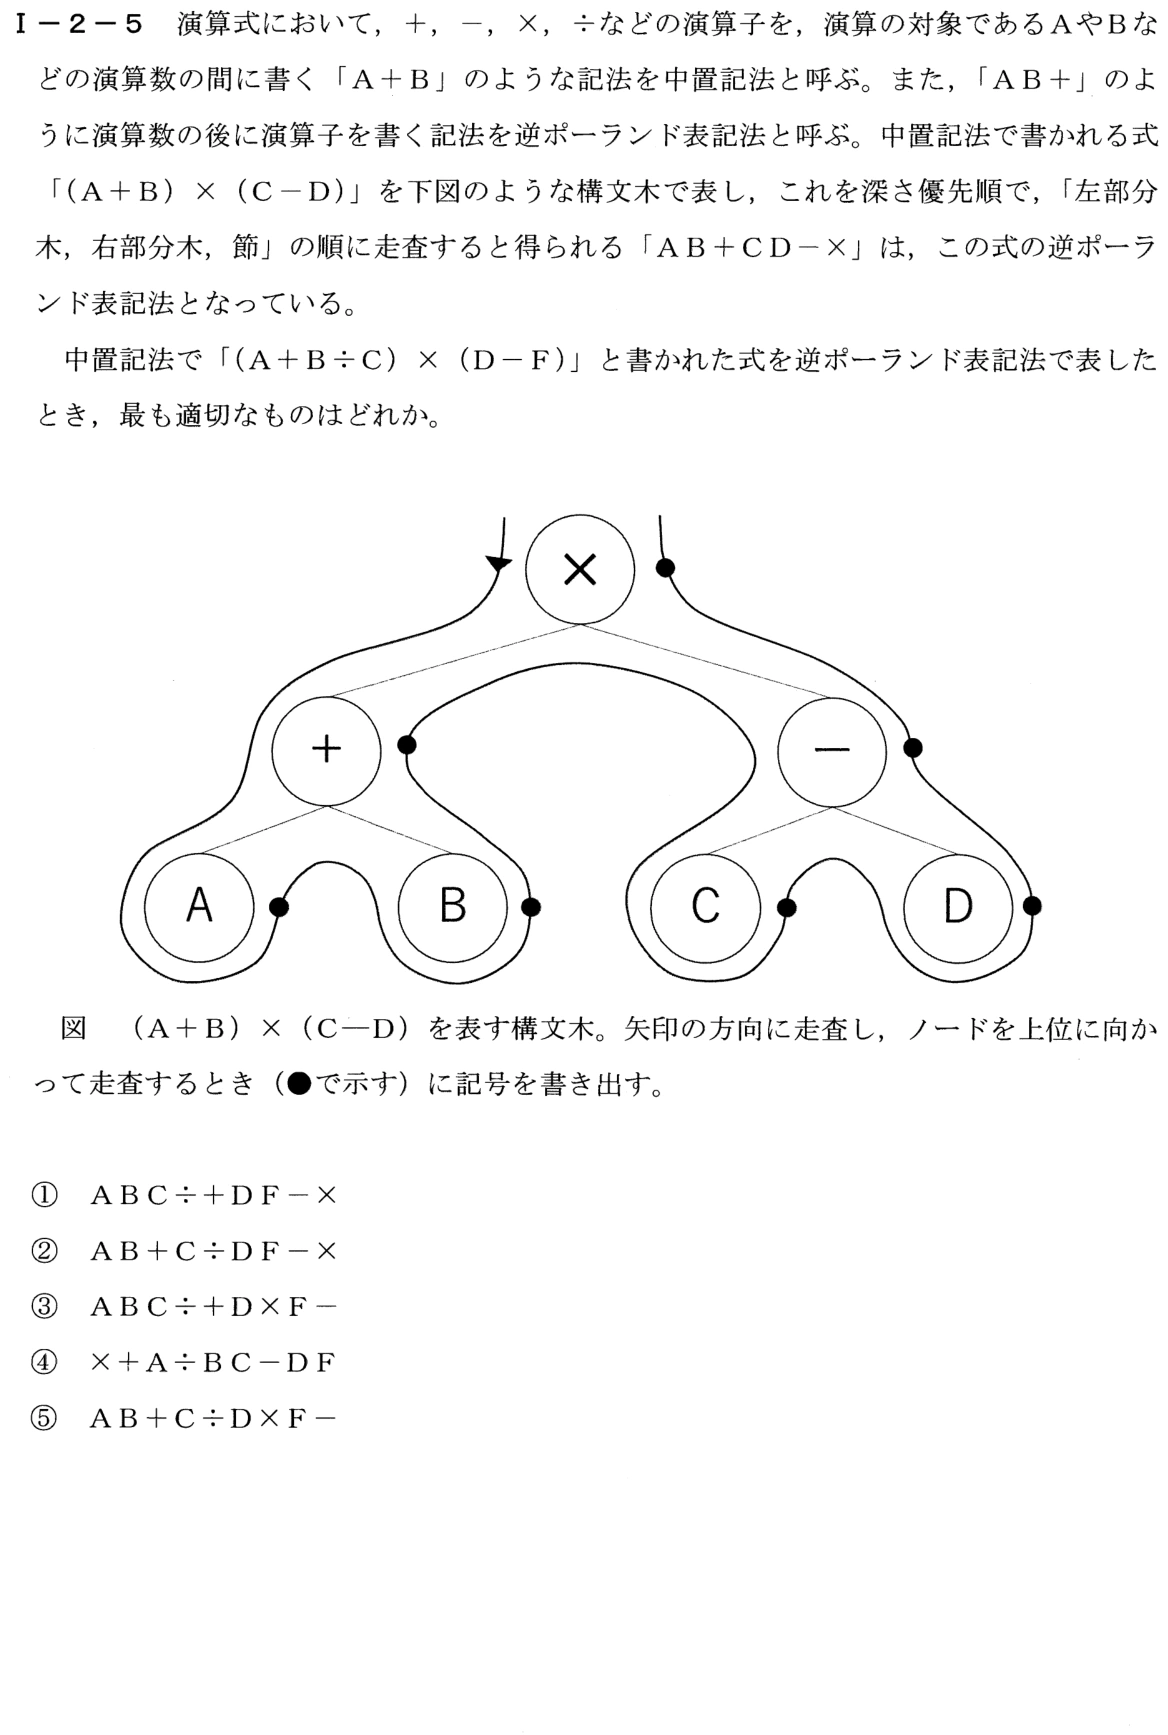 Ⅰ－２－５　演算式において，＋，－，×，÷などの演算子を，演算の対象であるＡやＢな
どの演算数の間に書く「Ａ＋Ｂ」のような記法を中置記法と呼ぶ。また，「ＡＢ＋」のよ
うに演算数の後に演算子を書く記法を逆ポーランド表記法と呼ぶ。中置記法で書かれる式
「（Ａ＋Ｂ）×（Ｃ－Ｄ）」を下図のような構文木で表し，これを深さ優先順で，「左部分
木，右部分木，節」の順に走査すると得られる「ＡＢ＋ＣＤ－×」は，この式の逆ポーラ
ンド表記法となっている。
中置記法で「（Ａ＋Ｂ÷Ｃ）×（Ｄ－Ｆ）」と書かれた式を逆ポーランド表記法で表した
とき，最も適切なものはどれか。
×
＋　－
A　B　C　D
図　（Ａ＋Ｂ）×（Ｃ―Ｄ）を表す構文木。矢印の方向に走査し，ノードを上位に向か
って走査するとき（●で示す）に記号を書き出す。
①　ＡＢＣ÷＋ＤＦ－×
②　ＡＢ＋Ｃ÷ＤＦ－×
③　ＡＢＣ÷＋Ｄ×Ｆ－
④　×＋Ａ÷ＢＣ－ＤＦ
⑤　ＡＢ＋Ｃ÷Ｄ×Ｆ－